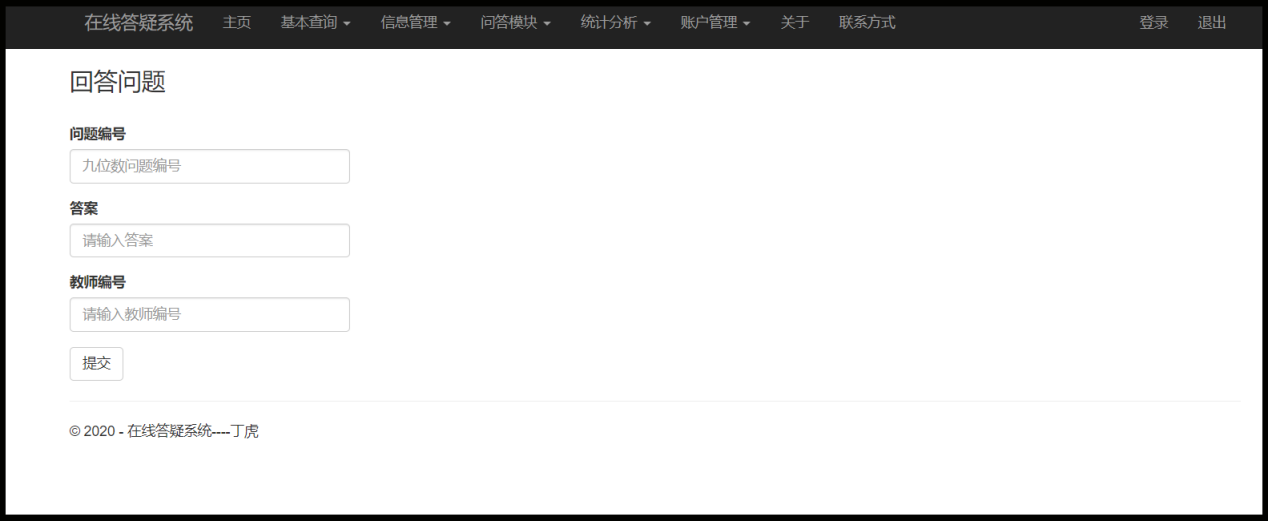 在线答疑系统 主页 基本查询 信息管理 问答模块 统计分析 账户管理 关于 联系方式 登录 退出
回答问题
问题编号
九位数问题编号
答案
请输入答案
教师编号
请输入教师编号
提交
© 2020 - 在线答疑系统----丁虎